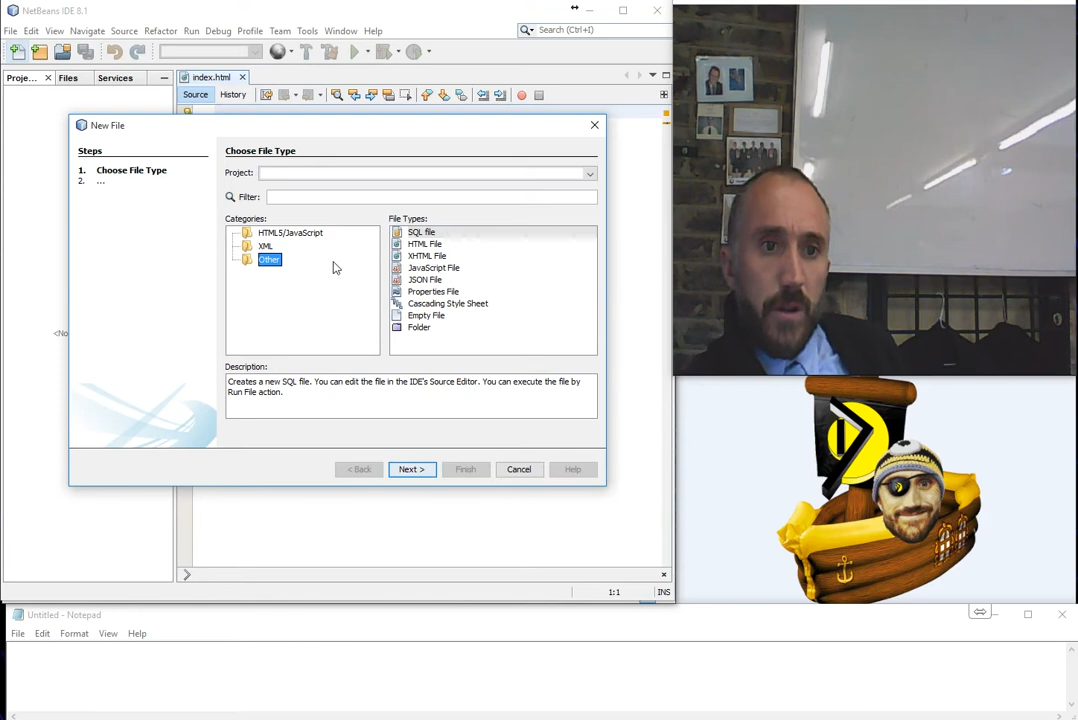 NetBeans IDE 8.1
File Edit View Navigate Source Refactor Run Debug Profile Team Tools Window Help
Search (Ctrl+I)
Proje... Files Services
index.html
Source History
New File
Steps
1. Choose File Type
2. ...
Choose File Type
Project:
Filter:
Categories:
HTML5/JavaScript
XML
Other
File Types:
SQL file
HTML File
XHTML File
JavaScript File
JSON File
Properties File
Cascading Style Sheet
Empty File
Folder
<No
Description:
Creates a new SQL file. You can edit the file in the IDE's Source Editor. You can execute the file by
Run File action.
< Back Next > Finish Cancel Help
1:1 INS
Untitled - Notepad
File Edit Format View Help